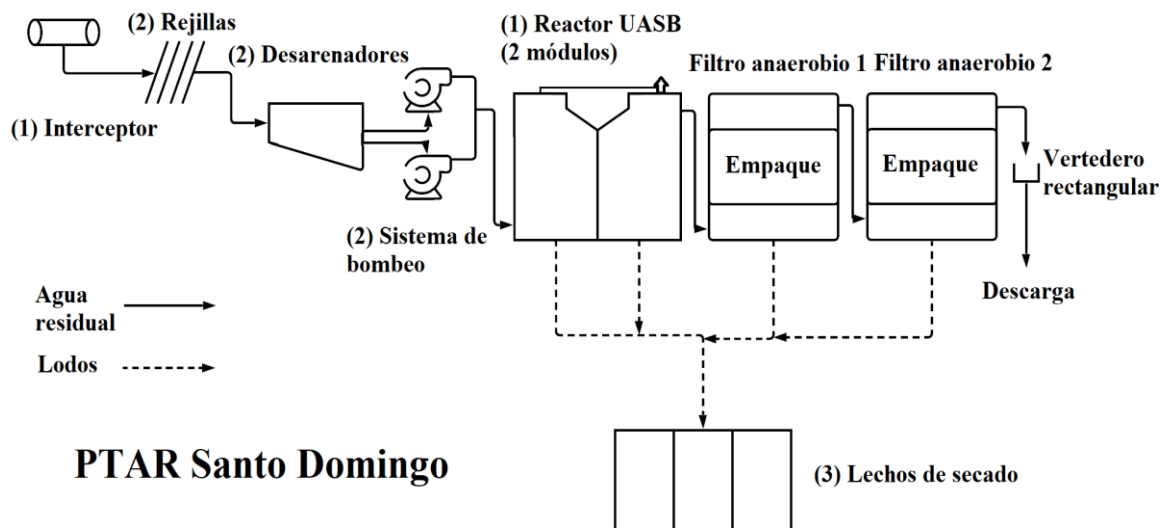 (2) Rejillas
(1) Interceptor
(2) Desarenadores
(2) Sistema de
bombeo
(1) Reactor UASB
(2 módulos)
Filtro anaerobio 1
Filtro anaerobio 2
Empaque
Empaque
Vertedero
rectangular
Descarga
Agua
residual
Lodos
PTAR Santo Domingo
(3) Lechos de secado